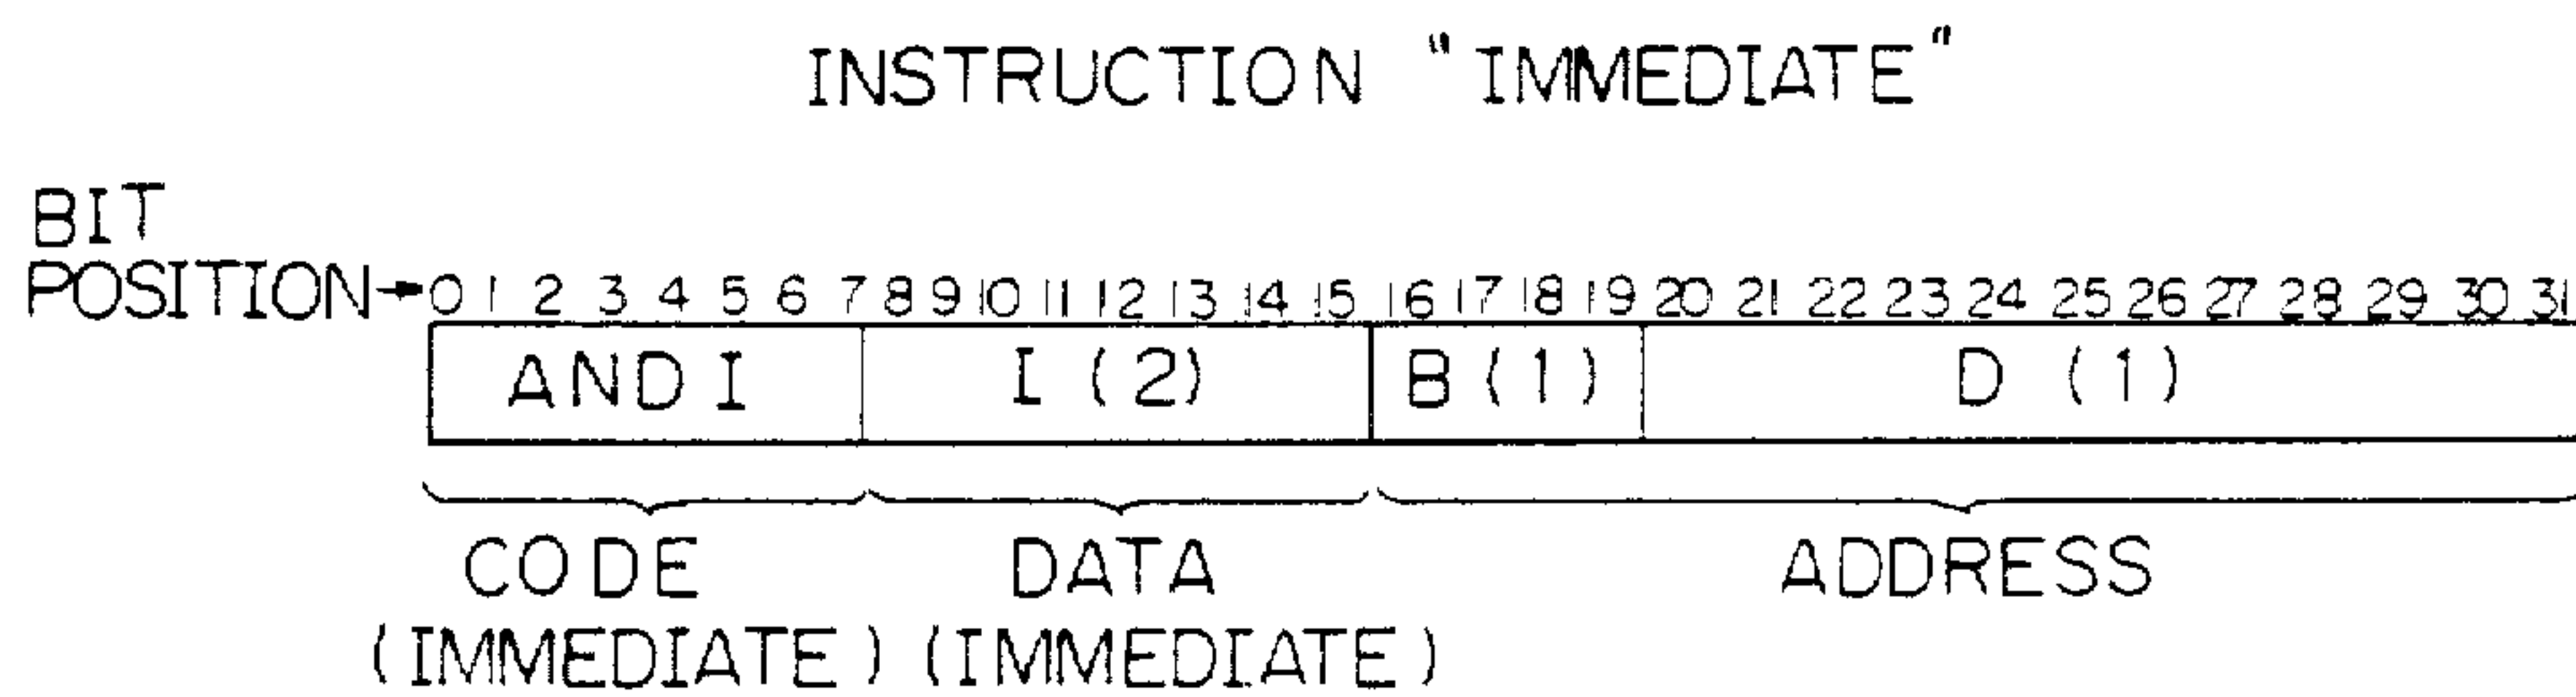 INSTRUCTION "IMMEDIATE"
BIT
POSITION→0 1 2 3 4 5 6 7 8 9 10 11 12 13 14 15 16 17 18 19 20 21 22 23 24 25 26 27 28 29 30 31
ANDI I (2) B (1) D (1)
CODE DATA ADDRESS
(IMMEDIATE) (IMMEDIATE)